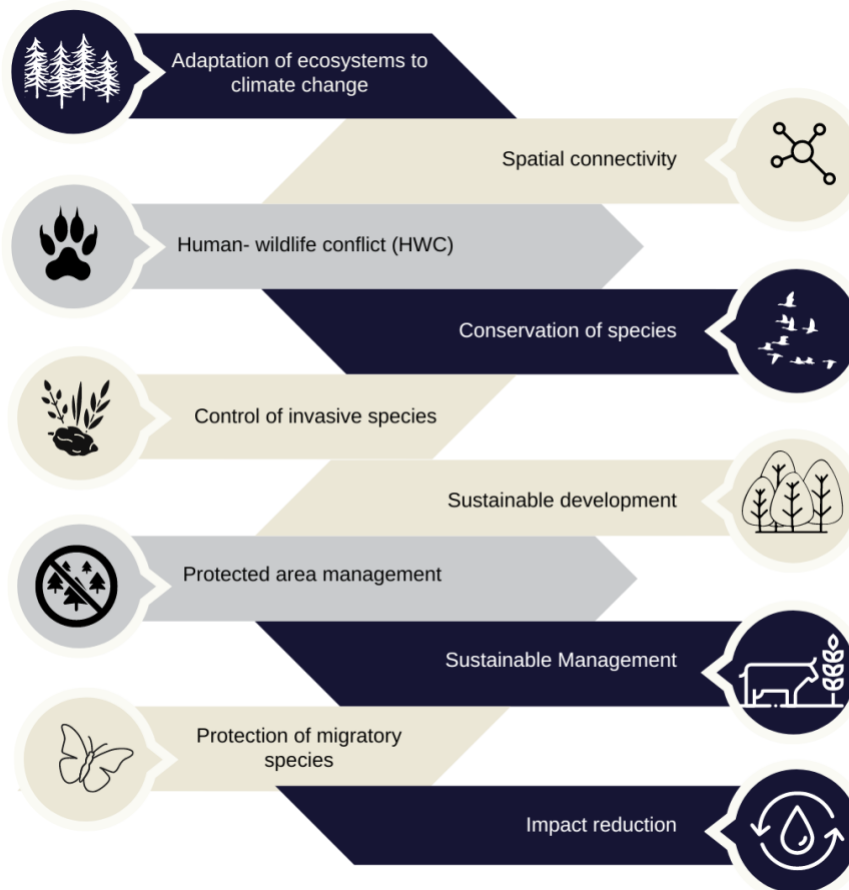 Adaptation of ecosystems to
climate change
Spatial connectivity
Human- wildlife conflict (HWC)
Conservation of species
Control of invasive species
Sustainable development
Protected area management
Sustainable Management
Protection of migratory
species
Impact reduction